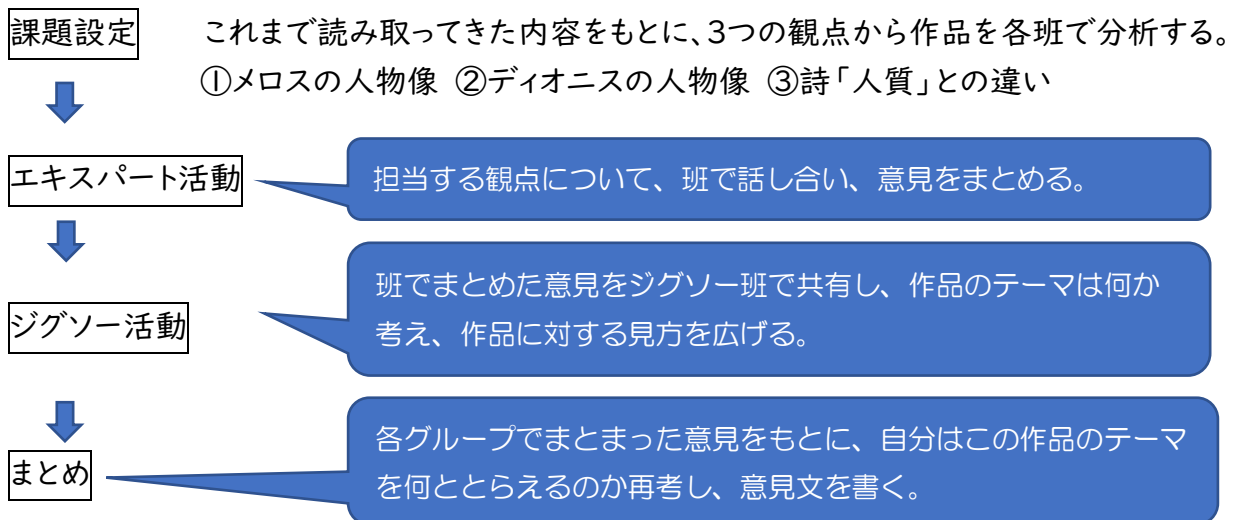 課題設定
これまで読み取ってきた内容をもとに、3つの観点から作品を各班で分析する。
①メロスの人物像 ②ディオニスの人物像 ③詩「人質」との違い
エキスパート活動
担当する観点について、班で話し合い、意見をまとめる。
ジグソー活動
班でまとめた意見をジグソー班で共有し、作品のテーマは何か
考え、作品に対する見方を広げる。
まとめ
各グループでまとまった意見をもとに、自分はこの作品のテーマ
を何ととらえるのか再考し、意見文を書く。